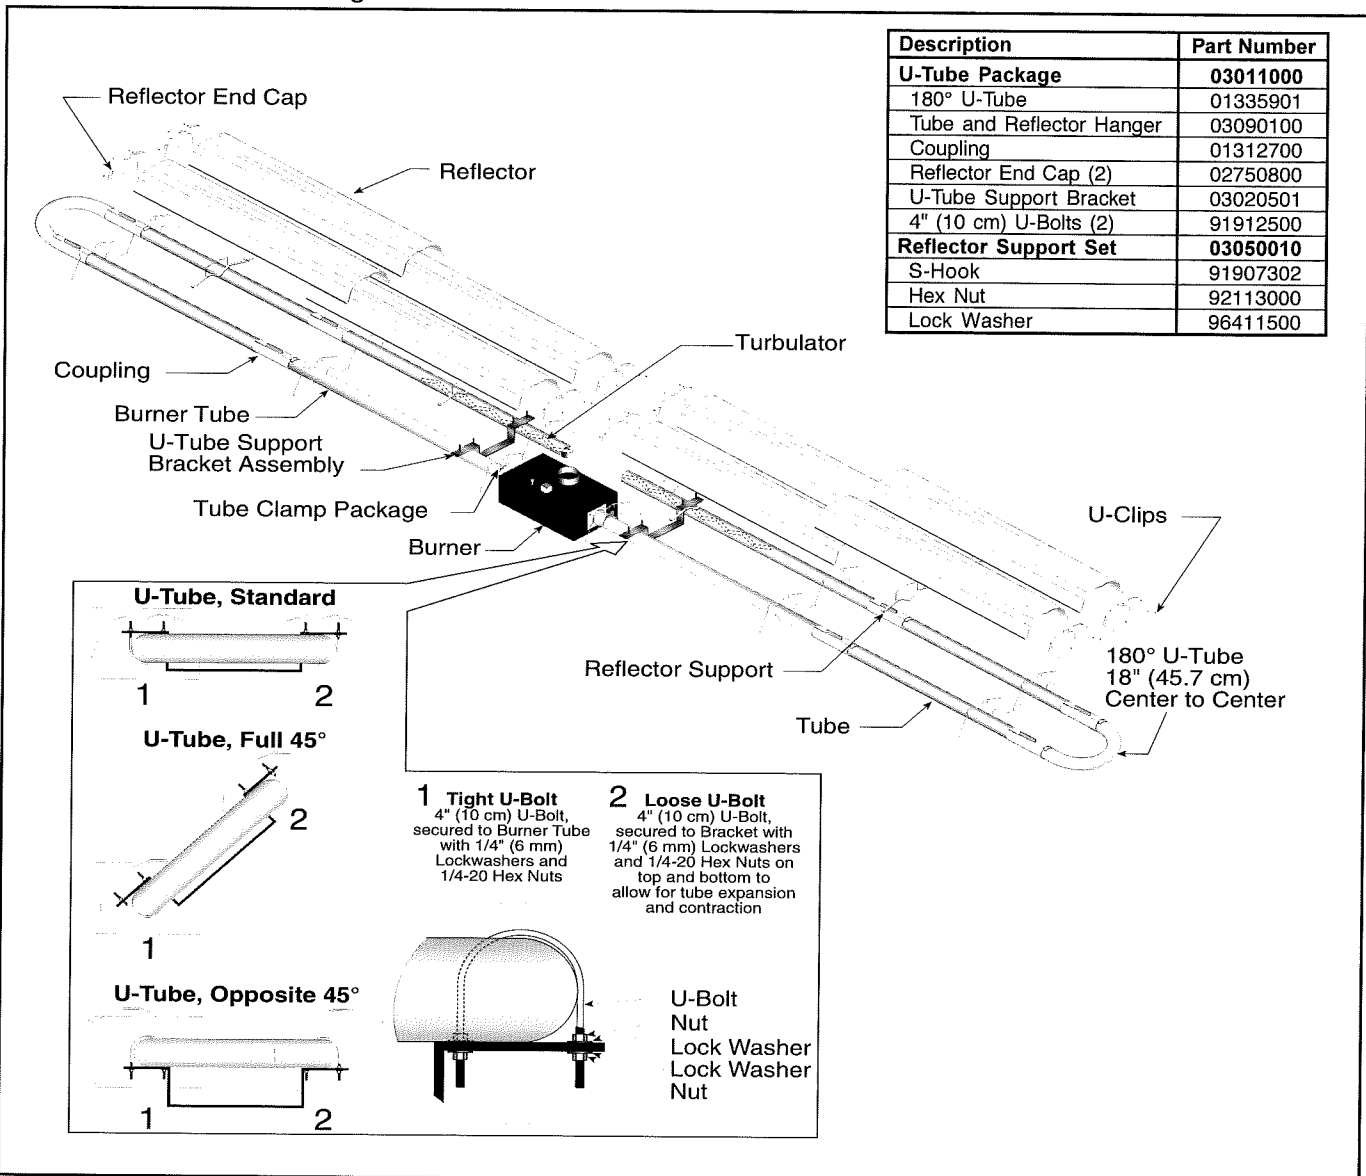 Description Part Number
U-Tube Package 03011000
180° U-Tube 01335901
Tube and Reflector Hanger 03090100
Coupling 01312700
Reflector End Cap (2) 02750800
U-Tube Support Bracket 03020501
4" (10 cm) U-Bolts (2) 91912500
Reflector Support Set 03050010
S-Hook 91907302
Hex Nut 92113000
Lock Washer 96411500
Reflector End Cap
Reflector
Turbulator
Coupling
Burner Tube
U-Tube Support
Bracket Assembly
Tube Clamp Package
Burner
U-Clips
Reflector Support
180° U-Tube
18" (45.7 cm)
Center to Center
Tube
U-Tube, Standard
1 2
U-Tube, Full 45°
2
1
U-Tube, Opposite 45°
1 2
1 Tight U-Bolt
4" (10 cm) U-Bolt,
secured to Burner Tube
with 1/4" (6 mm)
Lockwashers and
1/4-20 Hex Nuts
2 Loose U-Bolt
4" (10 cm) U-Bolt,
secured to Bracket with
1/4" (6 mm) Lockwashers
and 1/4-20 Hex Nuts on
top and bottom to
allow for tube expansion
and contraction
U-Bolt
Nut
Lock Washer
Lock Washer
Nut